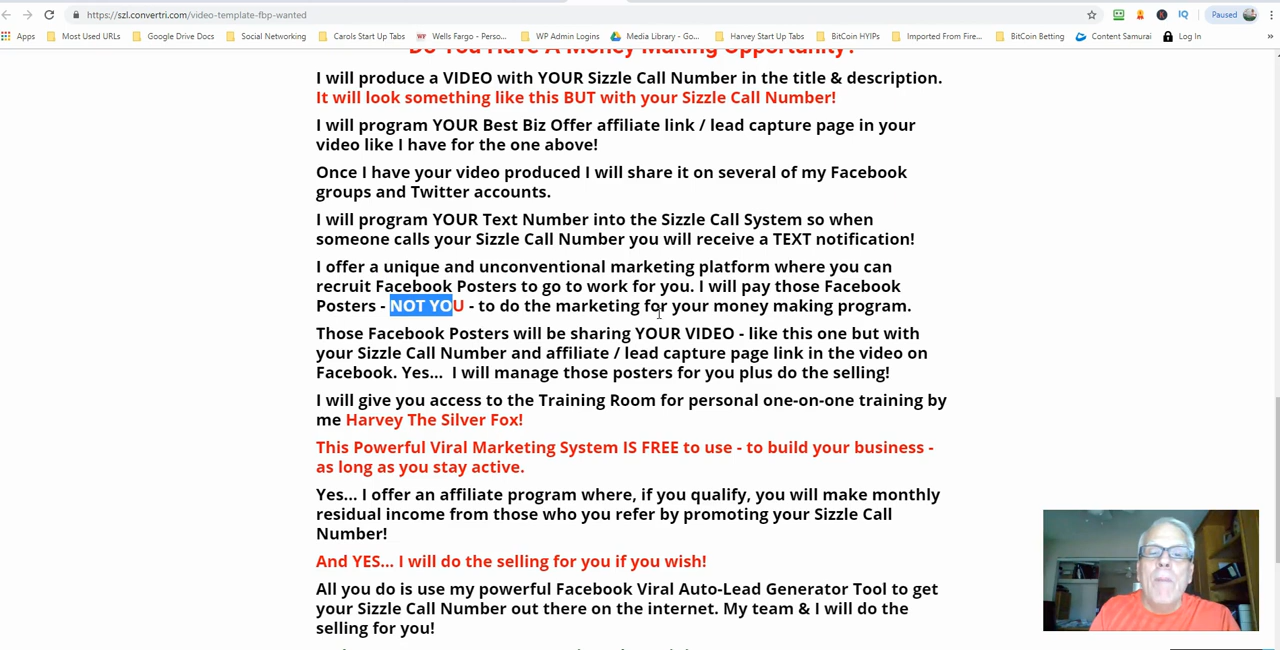 https://szl.convertri.com/video-template-fbp-wanted
Paused
Apps Most Used URLs Google Drive Docs Social Networking Carols Start Up Tabs Wells Fargo - Perso... WP Admin Logins Media Library - Go... Harvey Start Up Tabs BitCoin HYIPs Imported From Fire... BitCoin Betting Content Samurai Log In
Do You Have A Money Making Opportunity?
I will produce a VIDEO with YOUR Sizzle Call Number in the title & description.
It will look something like this BUT with your Sizzle Call Number!
I will program YOUR Best Biz Offer affiliate link / lead capture page in your
video like I have for the one above!
Once I have your video produced I will share it on several of my Facebook
groups and Twitter accounts.
I will program YOUR Text Number into the Sizzle Call System so when
someone calls your Sizzle Call Number you will receive a TEXT notification!
I offer a unique and unconventional marketing platform where you can
recruit Facebook Posters to go to work for you. I will pay those Facebook
Posters - NOT YOU - to do the marketing for your money making program.
Those Facebook Posters will be sharing YOUR VIDEO - like this one but with
your Sizzle Call Number and affiliate / lead capture page link in the video on
Facebook. Yes... I will manage those posters for you plus do the selling!
I will give you access to the Training Room for personal one-on-one training by
me Harvey The Silver Fox!
This Powerful Viral Marketing System IS FREE to use - to build your business -
as long as you stay active.
Yes... I offer an affiliate program where, if you qualify, you will make monthly
residual income from those who you refer by promoting your Sizzle Call
Number!
And YES... I will do the selling for you if you wish!
All you do is use my powerful Facebook Viral Auto-Lead Generator Tool to get
your Sizzle Call Number out there on the internet. My team & I will do the
selling for you!